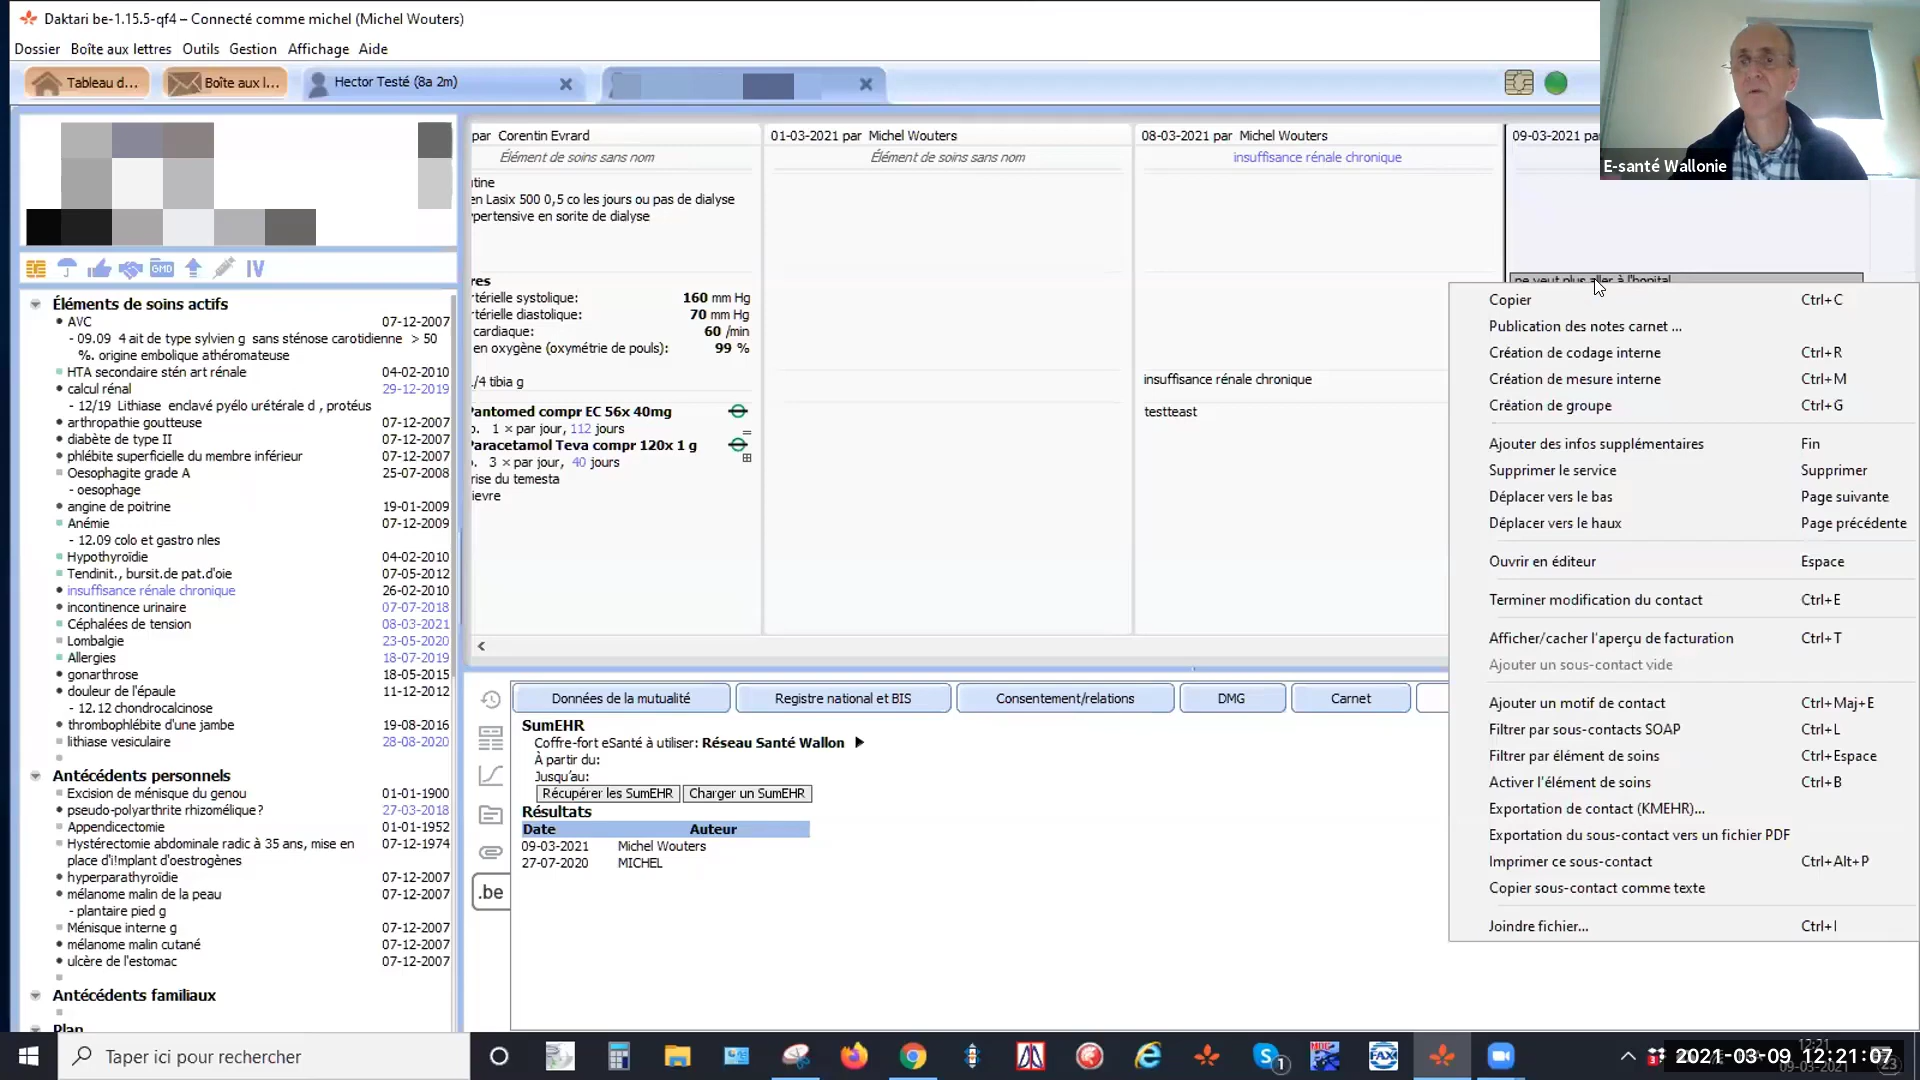 Daktari be-1.15.5-qf4 – Connecté comme michel (Michel Wouters)
Dossier Boîte aux lettres Outils Gestion Affichage Aide
Tableau d... Boîte aux l... Hector Testé (8a 2m)
E-santé Wallonie
GMD IV
Éléments de soins actifs
AVC 07-12-2007
- 09.09 4 ait de type sylvien g sans sténose carotidienne > 50
%. origine embolique athéromateuse
HTA secondaire stén art rénale 04-02-2010
calcul rénal 29-12-2019
- 12/19 Lithiase enclavé pyélo urétérale d , protéus
arthropathie goutteuse 07-12-2007
diabète de type II 07-12-2007
phlébite superficielle du membre inférieur 07-12-2007
Oesophagite grade A 25-07-2008
- oesophage
angine de poitrine 19-01-2009
Anémie 07-12-2009
- 12.09 colo et gastro nles
Hypothyroïdie 04-02-2010
Tendinit., bursit.de pat.d'oie 07-05-2012
insuffisance rénale chronique 26-02-2010
incontinence urinaire 07-07-2018
Céphalées de tension 08-03-2021
Lombalgie 23-05-2020
Allergies 18-07-2019
gonarthrose 18-05-2015
douleur de l'épaule 11-12-2012
- 12.12 chondrocalcinose
thrombophlébite d'une jambe 19-08-2016
lithiase vesiculaire 28-08-2020
Antécédents personnels
Excision de ménisque du genou 01-01-1900
pseudo-polyarthrite rhizomélique? 27-03-2018
Appendicectomie 01-01-1952
Hystérectomie abdominale radic à 35 ans, mise en 07-12-1974
place d'i!mplant d'oestrogènes
hyperparathyroïdie 07-12-2007
mélanome malin de la peau 07-12-2007
- plantaire pied g
Ménisque interne g 07-12-2007
mélanome malin cutané 07-12-2007
ulcère de l'estomac 07-12-2007
Antécédents familiaux
Plan
par Corentin Evrard
Élément de soins sans nom
tine
en Lasix 500 0,5 co les jours ou pas de dialyse
pertensive en sorite de dialyse
res
térielle systolique: 160 mm Hg
térielle diastolique: 70 mm Hg
cardiaque: 60 /min
en oxygène (oxymétrie de pouls): 99 %
/4 tibia g
Pantomed compr EC 56x 40mg
. 1 × par jour, 112 jours
Paracetamol Teva compr 120x 1 g
. 3 × par jour, 40 jours
rise du temesta
ievre
01-03-2021 par Michel Wouters
Élément de soins sans nom
08-03-2021 par Michel Wouters
insuffisance rénale chronique
insuffisance rénale chronique
testteast
09-03-2021 pa
ne veut plus aller à l'hopital
Copier Ctrl+C
Publication des notes carnet ...
Création de codage interne Ctrl+R
Création de mesure interne Ctrl+M
Création de groupe Ctrl+G
Ajouter des infos supplémentaires Fin
Supprimer le service Supprimer
Déplacer vers le bas Page suivante
Déplacer vers le haux Page précédente
Ouvrir en éditeur Espace
Terminer modification du contact Ctrl+E
Afficher/cacher l'aperçu de facturation Ctrl+T
Ajouter un sous-contact vide
Ajouter un motif de contact Ctrl+Maj+E
Filtrer par sous-contacts SOAP Ctrl+L
Filtrer par élément de soins Ctrl+Espace
Activer l'élément de soins Ctrl+B
Exportation de contact (KMEHR)...
Exportation du sous-contact vers un fichier PDF
Imprimer ce sous-contact Ctrl+Alt+P
Copier sous-contact comme texte
Joindre fichier... Ctrl+I
Données de la mutualité Registre national et BIS Consentement/relations DMG Carnet
SumEHR
Coffre-fort eSanté à utiliser: Réseau Santé Wallon
À partir du:
Jusqu'au:
Récupérer les SumEHR Charger un SumEHR
Résultats
Date Auteur
09-03-2021 Michel Wouters
27-07-2020 MICHEL
.be
Taper ici pour rechercher
FAX
2021-03-09 12:21:07